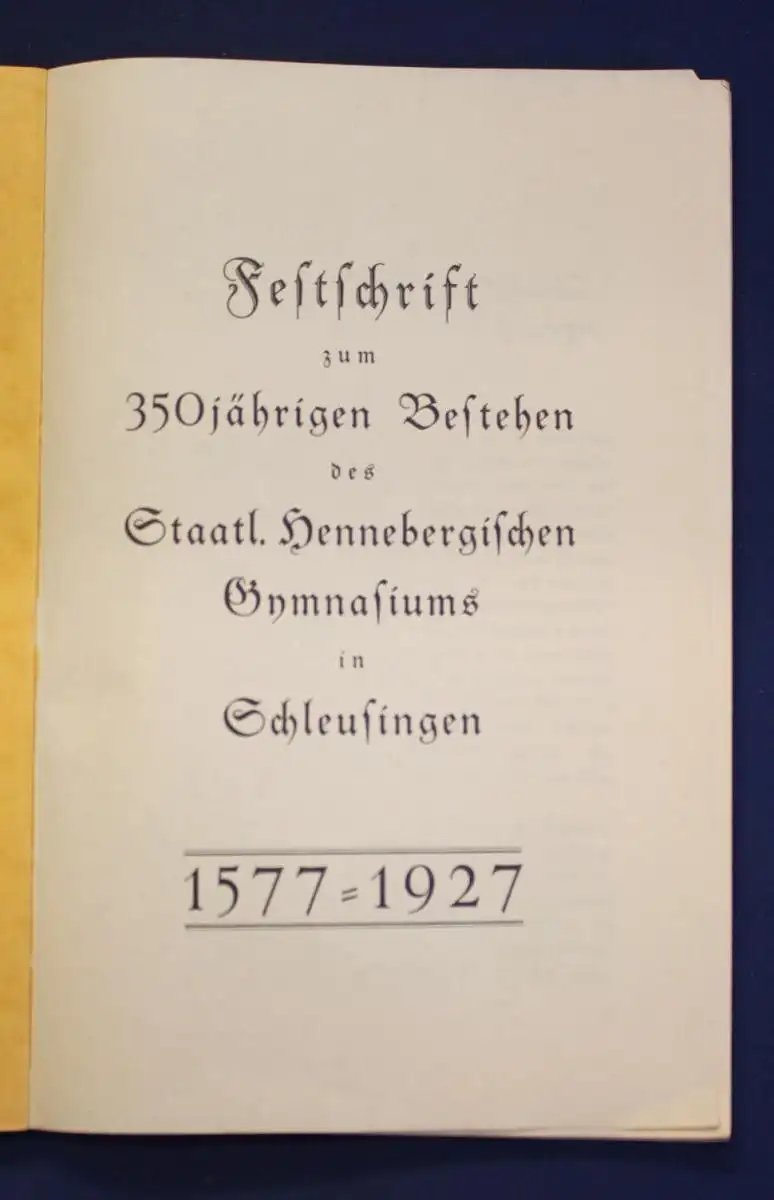 Feſtſchrift
zum
350jährigen Beſtehen
des
Staatl. Hennebergiſchen
Gymnaſiums
in
Schleuſingen
1577⸗1927